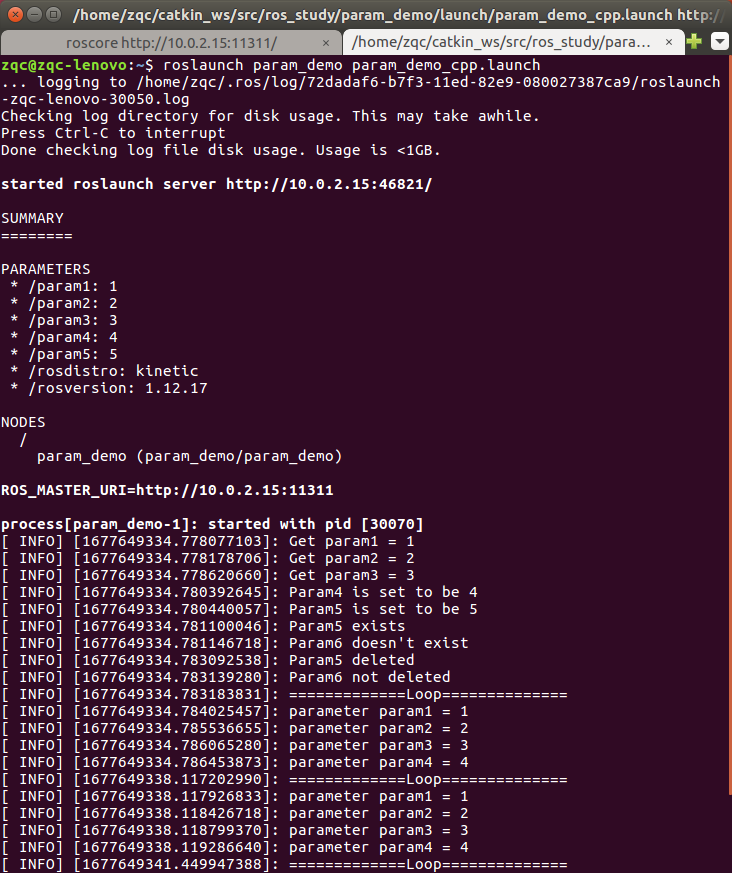 /home/zqc/catkin_ws/src/ros_study/param_demo/launch/param_demo_cpp.launch http://
roscore http://10.0.2.15:11311/ ×
/home/zqc/catkin_ws/src/ros_study/para... ×
zqc@zqc-lenovo:~$ roslaunch param_demo param_demo_cpp.launch
... logging to /home/zqc/.ros/log/72dadaf6-b7f3-11ed-82e9-080027387ca9/roslaunch
-zqc-lenovo-30050.log
Checking log directory for disk usage. This may take awhile.
Press Ctrl-C to interrupt
Done checking log file disk usage. Usage is <1GB.
started roslaunch server http://10.0.2.15:46821/
SUMMARY
========
PARAMETERS
* /param1: 1
* /param2: 2
* /param3: 3
* /param4: 4
* /param5: 5
* /rosdistro: kinetic
* /rosversion: 1.12.17
NODES
/
param_demo (param_demo/param_demo)
ROS_MASTER_URI=http://10.0.2.15:11311
process[param_demo-1]: started with pid [30070]
[ INFO] [1677649334.778077103]: Get param1 = 1
[ INFO] [1677649334.778178706]: Get param2 = 2
[ INFO] [1677649334.778620660]: Get param3 = 3
[ INFO] [1677649334.780392645]: Param4 is set to be 4
[ INFO] [1677649334.780440057]: Param5 is set to be 5
[ INFO] [1677649334.781100046]: Param5 exists
[ INFO] [1677649334.781146718]: Param6 doesn't exist
[ INFO] [1677649334.783092538]: Param5 deleted
[ INFO] [1677649334.783139280]: Param6 not deleted
[ INFO] [1677649334.783183831]: =============Loop==============
[ INFO] [1677649334.784025457]: parameter param1 = 1
[ INFO] [1677649334.785536655]: parameter param2 = 2
[ INFO] [1677649334.786065280]: parameter param3 = 3
[ INFO] [1677649334.786453873]: parameter param4 = 4
[ INFO] [1677649338.117202990]: =============Loop==============
[ INFO] [1677649338.117926833]: parameter param1 = 1
[ INFO] [1677649338.118426718]: parameter param2 = 2
[ INFO] [1677649338.118799370]: parameter param3 = 3
[ INFO] [1677649338.119286640]: parameter param4 = 4
[ INFO] [1677649341.449947388]: =============Loop==============